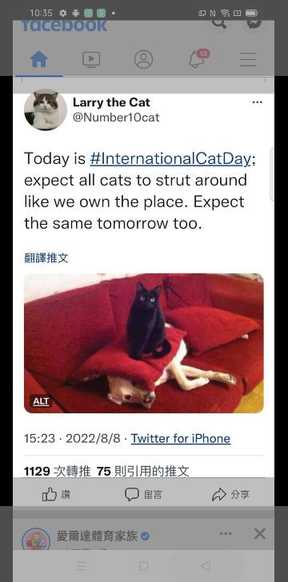 10:35
facebook
Larry the Cat
@Number10cat
Today is #InternationalCatDay;
expect all cats to strut around
like we own the place. Expect
the same tomorrow too.
翻譯推文
ALT
15:23 · 2022/8/8 · Twitter for iPhone
1129 次轉推 75 則引用的推文
讚 留言 分享
愛爾達體育家族